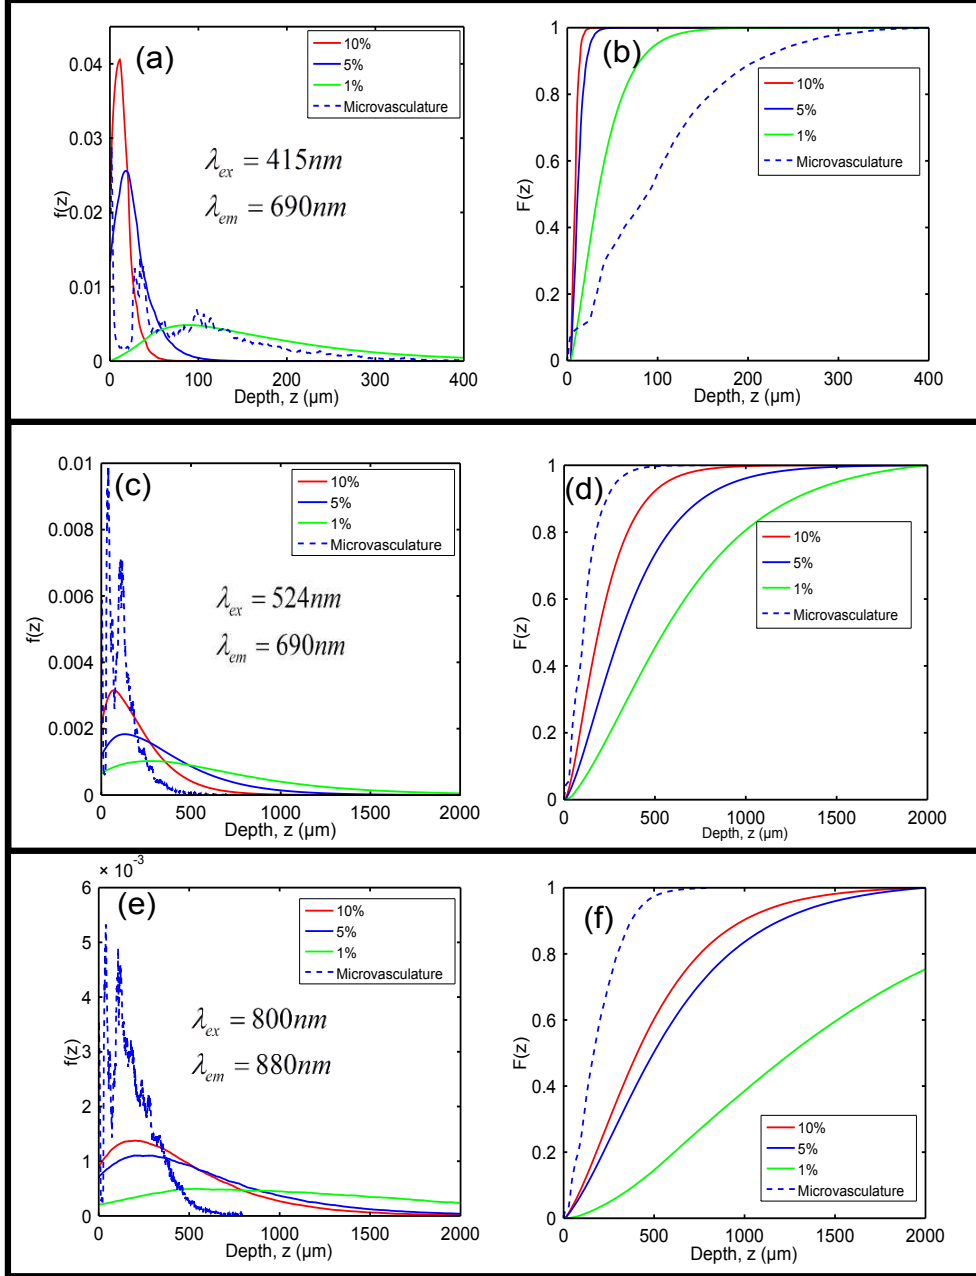 (a)
10%
5%
1%
Microvasculature
λex = 415nm
λem = 690nm
f(z)
0.04
0.03
0.02
0.01
0
0 100 200 300 400
Depth, z (µm)
(b)
10%
5%
1%
Microvasculature
F(z)
1
0.8
0.6
0.4
0.2
0
0 100 200 300 400
Depth, z (µm)
(c)
10%
5%
1%
Microvasculature
λex = 524nm
λem = 690nm
f(z)
0.01
0.008
0.006
0.004
0.002
0
0 500 1000 1500 2000
Depth, z (µm)
(d)
10%
5%
1%
Microvasculature
F(z)
1
0.8
0.6
0.4
0.2
0
0 500 1000 1500 2000
Depth, z (µm)
× 10-3
(e)
10%
5%
1%
Microvasculature
λex = 800nm
λem = 880nm
f(z)
6
5
4
3
2
1
0
0 500 1000 1500 2000
Depth, z (µm)
(f)
10%
5%
1%
Microvasculature
F(z)
1
0.8
0.6
0.4
0.2
0
0 500 1000 1500 2000
Depth, z (µm)